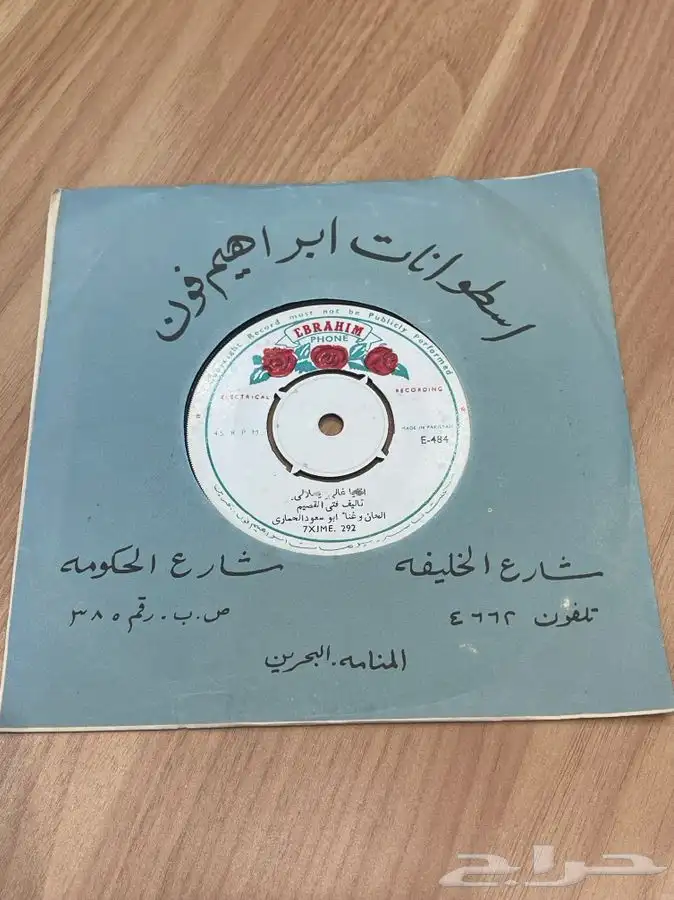 اسطوانات ابراهيم فون
Copyright Record must not be Publicly Performed
EBRAHIM
PHONE
ELECTRICAL RECORDING
45 R P M
MADE IN PAKISTAN
E-484
غالي
تاليف فتى القصيم
الحان وغناء ابو سعود الحماري
7XJME. 292
شارع الخليفه شارع الحكومه
تلفون ٤٦٦٢ ص.ب. رقم ٣٨٥
المنامه. البحرين
حراج